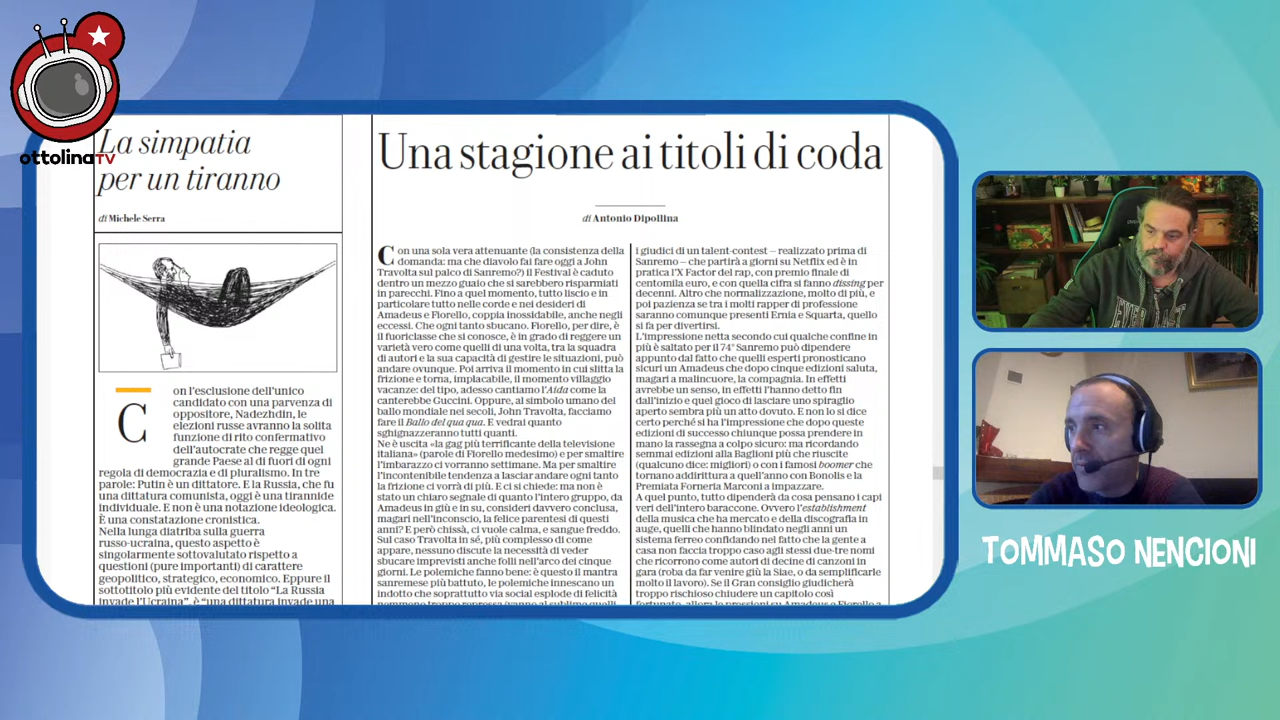 ottolinaTV
La simpatia
per un tiranno
di Michele Serra
Con l'esclusione dell'unico
candidato con una parvenza di
oppositore, Nadezhdin, le
elezioni russe avranno la solita
funzione di rito confermativo
dell'autocrate che regge quel
grande Paese al di fuori di ogni
regola di democrazia e di pluralismo. In tre
parole: Putin è un dittatore. E la Russia, che fu
una dittatura comunista, oggi è una tirannide
individuale. E non è una notazione ideologica.
È una constatazione cronistica.
Nella lunga diatriba sulla guerra
russo-ucraina, questo aspetto è
singolarmente sottovalutato rispetto a
questioni (pure importanti) di carattere
geopolitico, strategico, economico. Eppure il
sottotitolo più evidente del titolo "La Russia
invade l'Ucraina", è "una dittatura invade una
Una stagione ai titoli di coda
di Antonio Dipollina
Con una sola vera attenuante (la consistenza della
domanda: ma che diavolo fai fare oggi a John
Travolta sul palco di Sanremo?) il Festival è caduto
dentro un mezzo guaio che si sarebbero risparmiati
in parecchi. Fino a quel momento, tutto liscio e in
particolare tutto nelle corde e nei desideri di
Amadeus e Fiorello, coppia inossidabile, anche negli
eccessi. Che ogni tanto sbucano. Fiorello, per dire, è
il fuoriclasse che si conosce, è in grado di reggere un
varietà vero come quelli di una volta, tra la squadra
di autori e la sua capacità di gestire le situazioni, può
andare ovunque. Poi arriva il momento in cui slitta la
frizione e torna, implacabile, il momento villaggio
vacanze: del tipo, adesso cantiamo l'Aida come la
canterebbe Guccini. Oppure, al simbolo umano del
ballo mondiale nei secoli, John Travolta, facciamo
fare il Ballo del qua qua. E vedrai quanto
sghignazzeranno tutti quanti.
Ne è uscita «la gag più terrificante della televisione
italiana» (parole di Fiorello medesimo) e per smaltire
l'imbarazzo ci vorranno settimane. Ma per smaltire
l'incontenibile tendenza a lasciar andare ogni tanto
la frizione ci vorrà di più. E ci si chiede: ma non è
stato un chiaro segnale di quanto l'intero gruppo, da
Amadeus in giù e in su, consideri davvero conclusa,
magari nell'inconscio, la felice parentesi di questi
anni? E però chissà, ci vuole calma, e sangue freddo.
Sul caso Travolta in sé, più complesso di come
appare, nessuno discute la necessità di veder
sbucare imprevisti anche folli nell'arco dei cinque
giorni. Le polemiche fanno bene: è questo il mantra
sanremese più battuto, le polemiche innescano un
indotto che soprattutto via social esplode di felicità
nemmeno troppo repressa (vanno al sublime quelli
i giudici di un talent-contest – realizzato prima di
Sanremo – che partirà a giorni su Netflix ed è in
pratica l'X Factor del rap, con premio finale di
centomila euro, e con quella cifra si fanno dissing per
decenni. Altro che normalizzazione, molto di più, e
poi pazienza se tra i molti rapper di professione
saranno comunque presenti Ernia e Squarta, quello
si fa per divertirsi.
L'impressione netta secondo cui qualche confine in
più è saltato per il 74° Sanremo può dipendere
appunto dal fatto che quelli esperti pronosticano
sicuri un Amadeus che dopo cinque edizioni saluta,
magari a malincuore, la compagnia. In effetti
avrebbe un senso, in effetti l'hanno detto fin
dall'inizio e quel gioco di lasciare uno spiraglio
aperto sembra più un atto dovuto. E non lo si dice
certo perché si ha l'impressione che dopo queste
edizioni di successo chiunque possa prendere in
mano la rassegna a colpo sicuro: ma ricordando
semmai edizioni alla Baglioni più che riuscite
(qualcuno dice: migliori) o con i famosi boomer che
tornano addirittura a quel'anno con Bonolis e la
Premiata Forneria Marconi a impazzare.
A quel punto, tutto dipenderà da cosa pensano i capi
veri dell'intero baraccone. Ovvero l'establishment
della musica che ha mercato e della discografia in
auge, quelli che hanno blindato negli anni un
sistema ferreo confidando nel fatto che la gente a
casa non faccia troppo caso agli stessi due-tre nomi
che ricorrono come autori di decine di canzoni in
gara (roba da far venire giù la Siae, o da semplificarle
molto il lavoro). Se il Gran consiglio giudicherà
troppo rischioso chiudere un capitolo così
fortunato, allora le pressioni su Amadeus e Fiorello a
TOMMASO NENCIONI